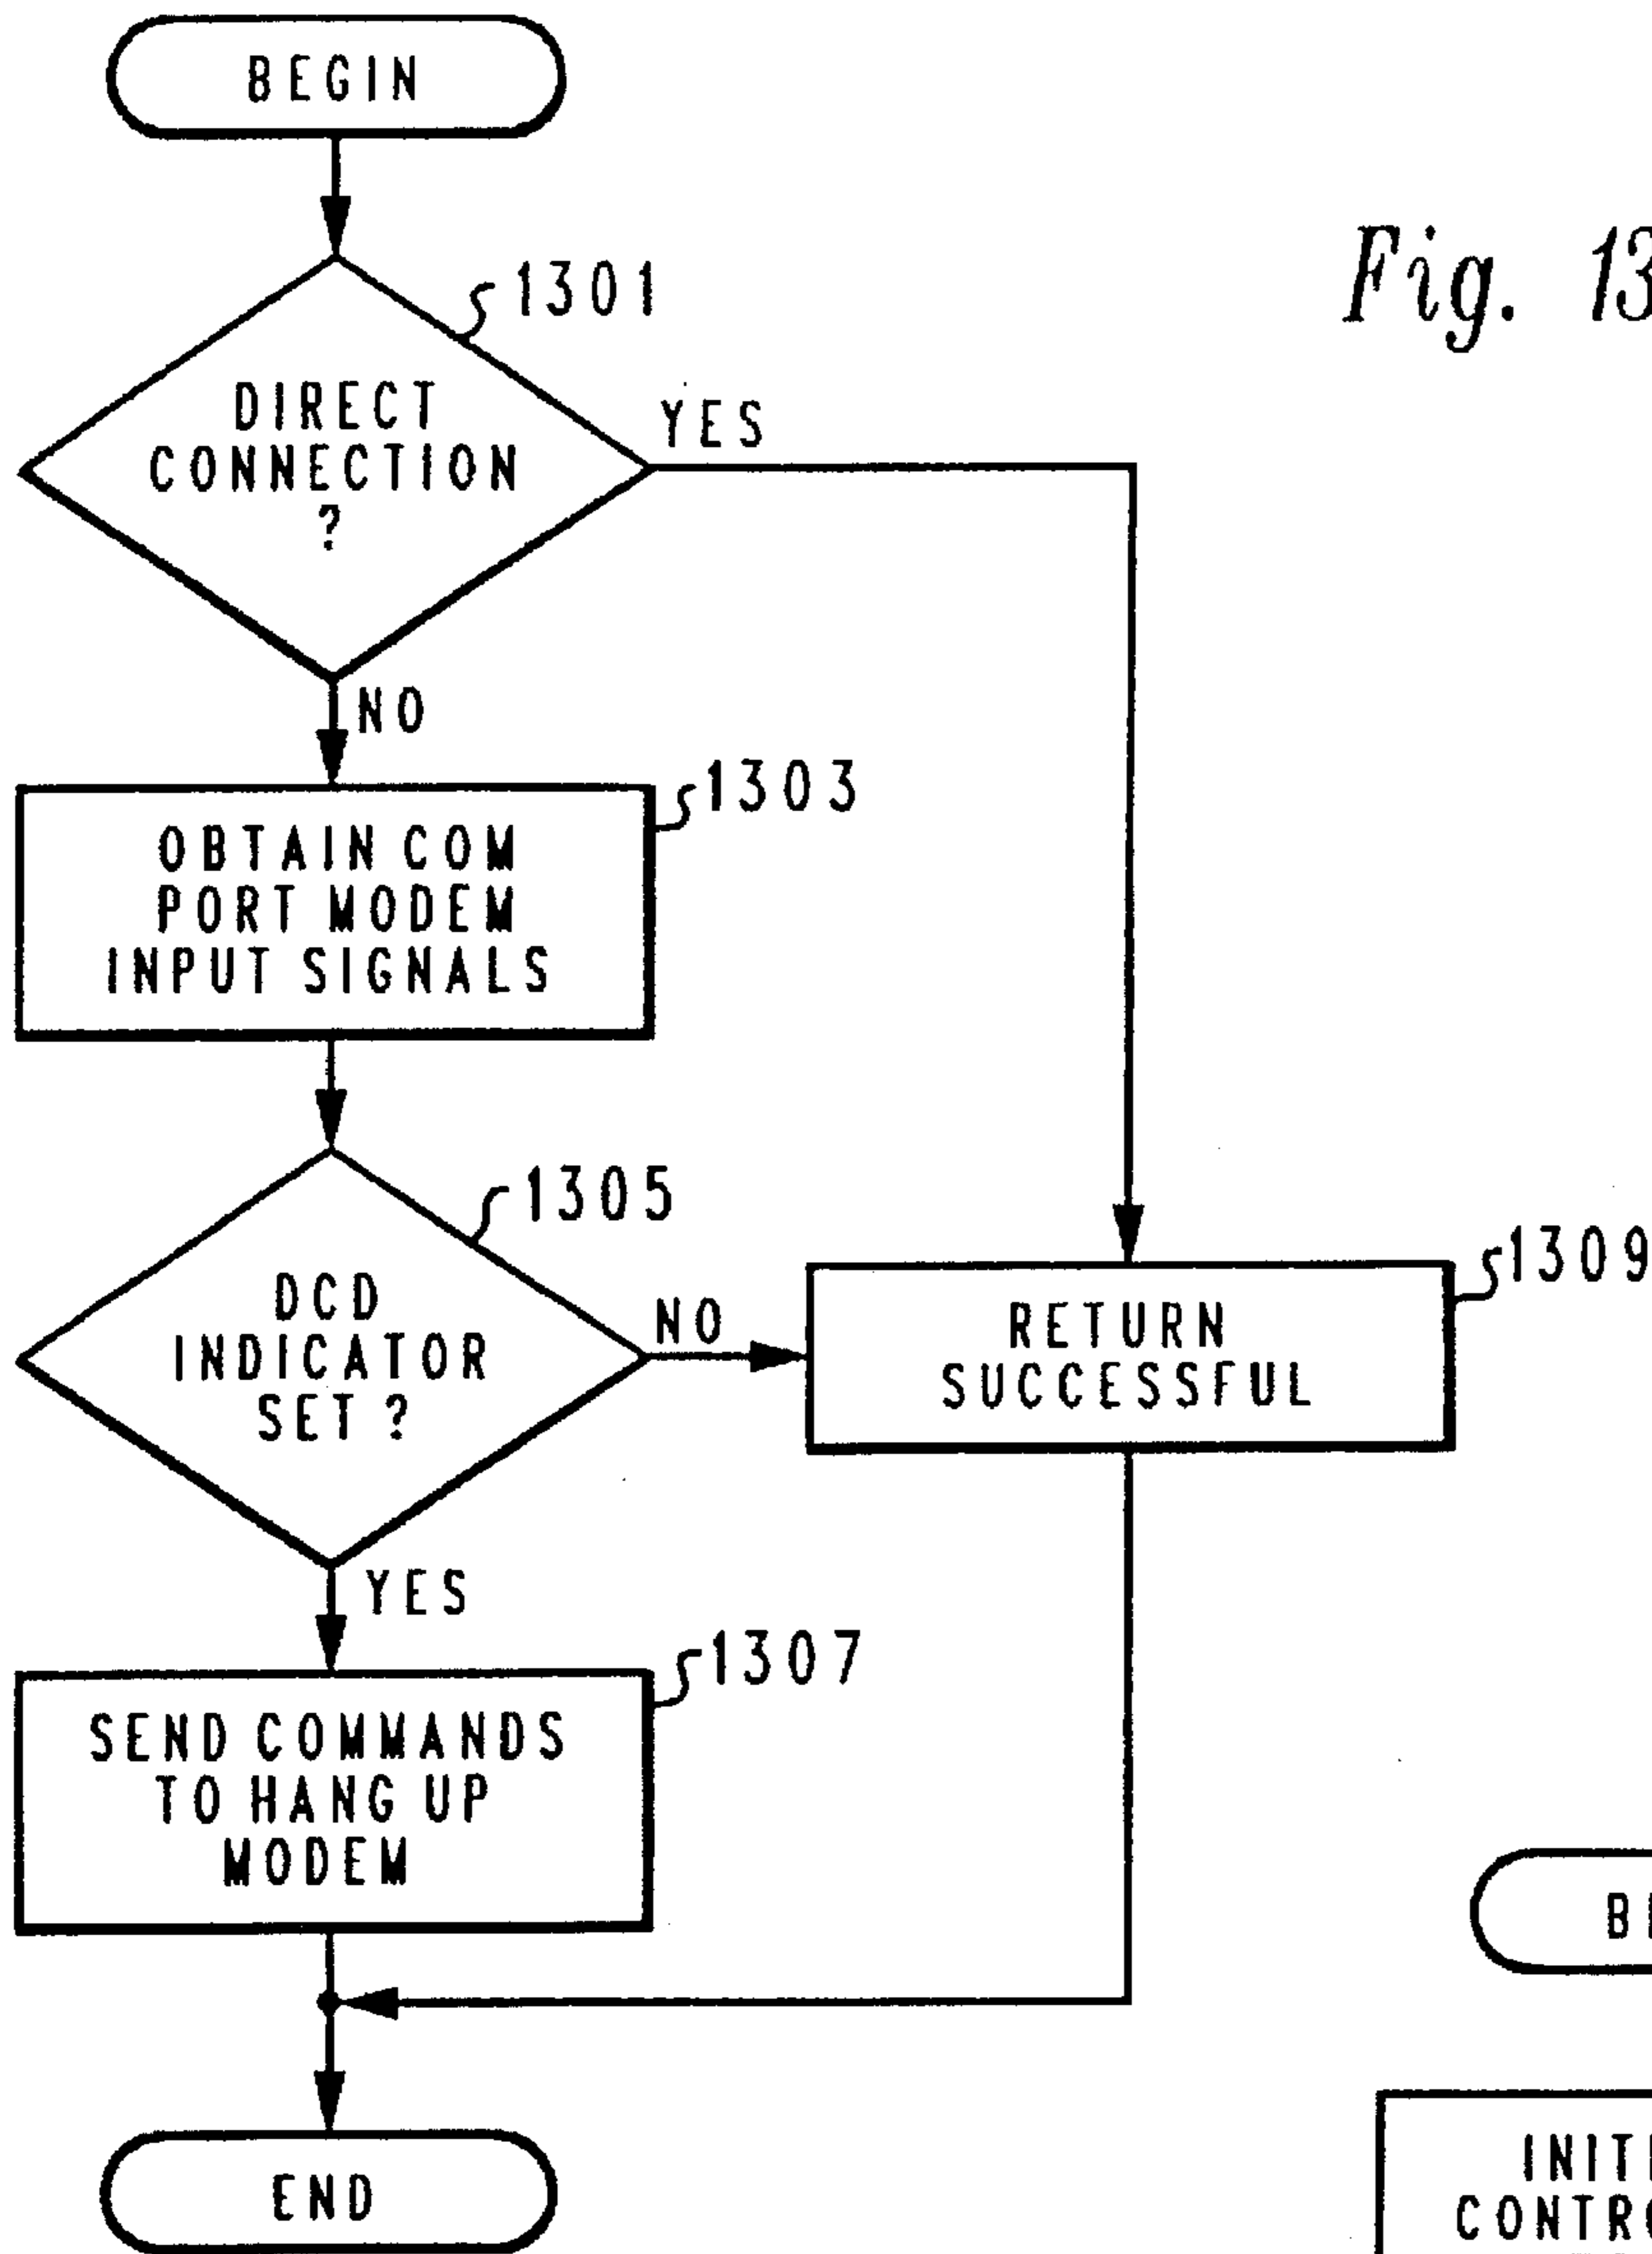 BEGIN
Fig. 13
1301
DIRECT
CONNECTION
?
YES
NO
1303
OBTAIN COM
PORT MODEM
INPUT SIGNALS
1305
DCD
INDICATOR
SET ?
NO
1309
RETURN
SUCCESSFUL
YES
1307
SEND COMMANDS
TO HANG UP
MODEM
END